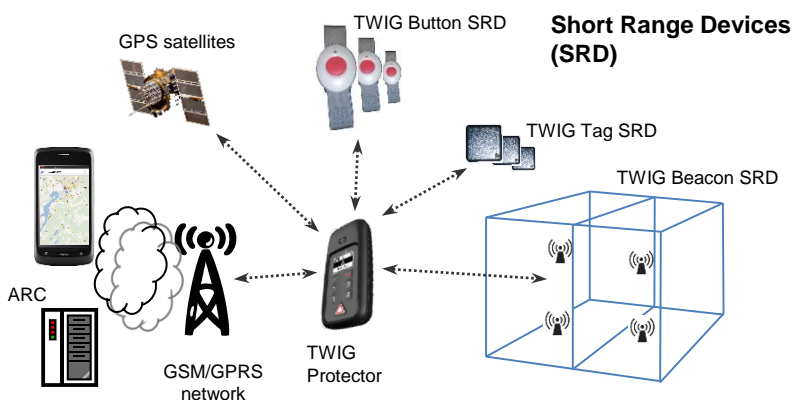 Short Range Devices
(SRD)
TWIG Button SRD
GPS satellites
TWIG Tag SRD
TWIG Beacon SRD
ARC
TWIG
Protector
GSM/GPRS
network